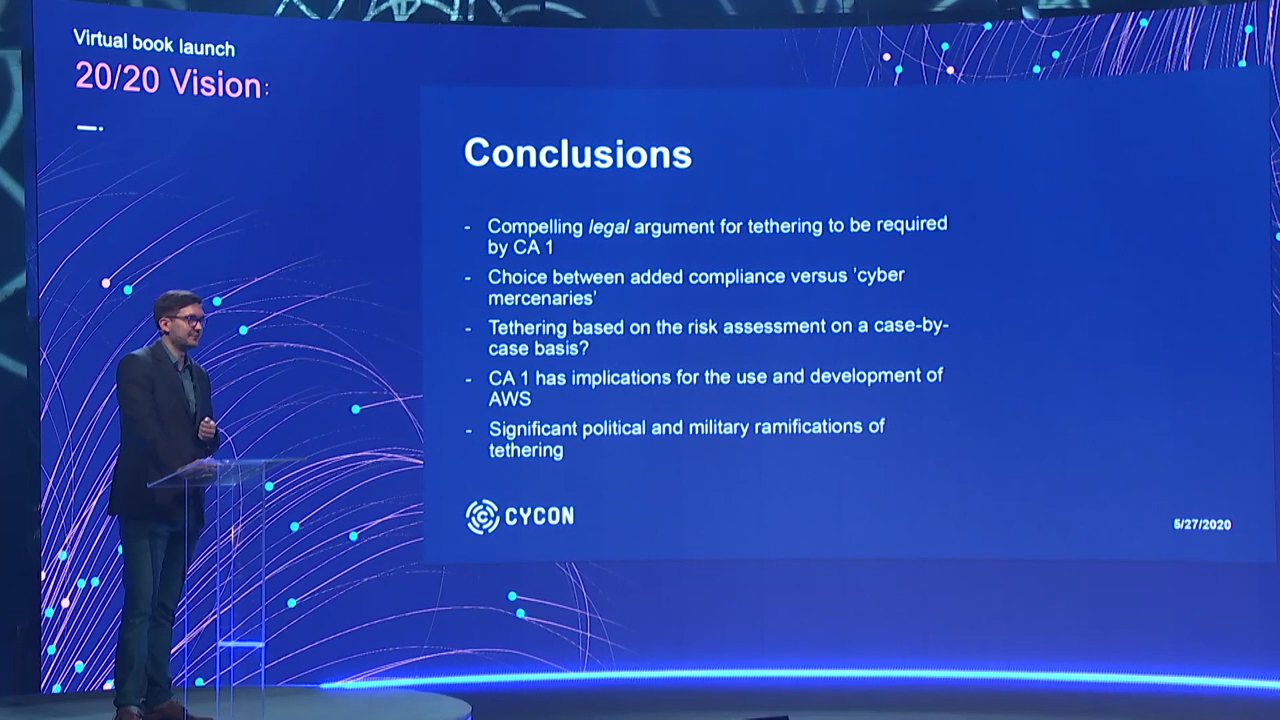 Virtual book launch
20/20 Vision:
Conclusions
- Compelling legal argument for tethering to be required
by CA 1
- Choice between added compliance versus 'cyber
mercenaries'
- Tethering based on the risk assessment on a case-by-
case basis?
- CA 1 has implications for the use and development of
AWS
- Significant political and military ramifications of
tethering
CYCON
5/27/2020